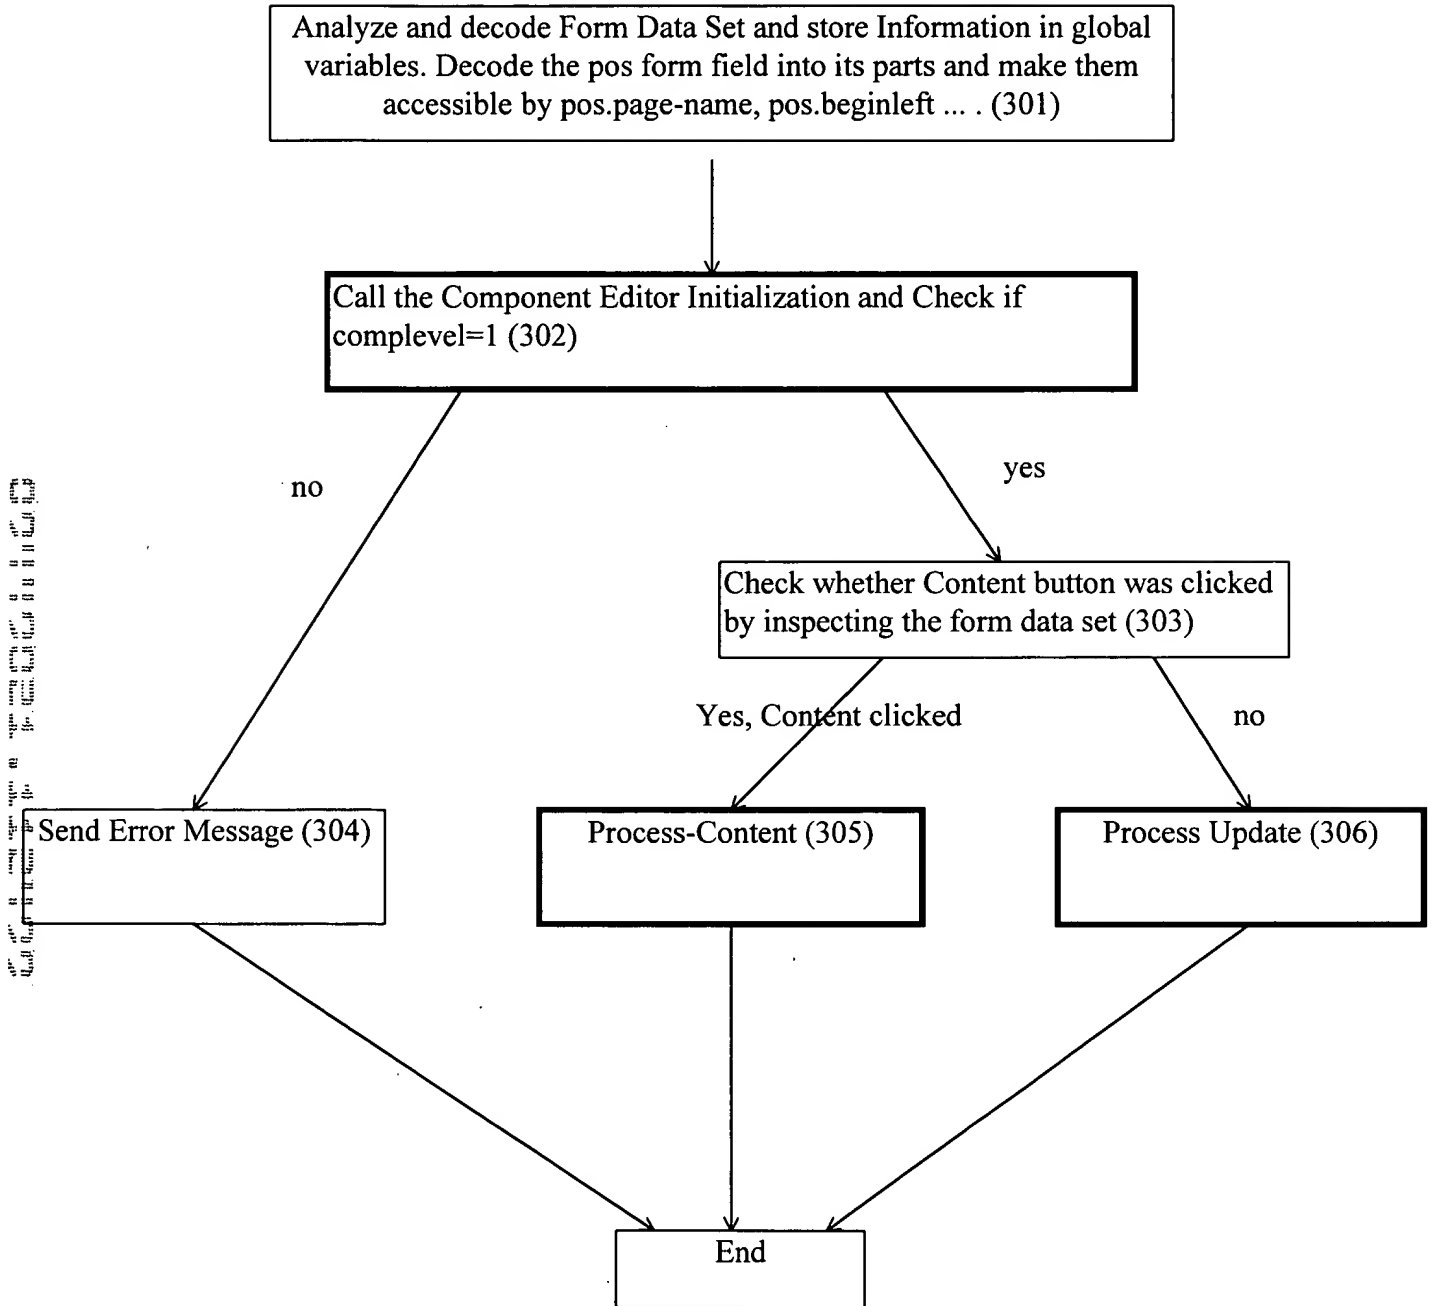 Analyze and decode Form Data Set and store Information in global
variables. Decode the pos form field into its parts and make them
accessible by pos.page-name, pos.beginleft ... . (301)
Call the Component Editor Initialization and Check if
complevel=1 (302)
no
yes
Check whether Content button was clicked
by inspecting the form data set (303)
Yes, Content clicked
no
Send Error Message (304)
Process-Content (305)
Process Update (306)
End